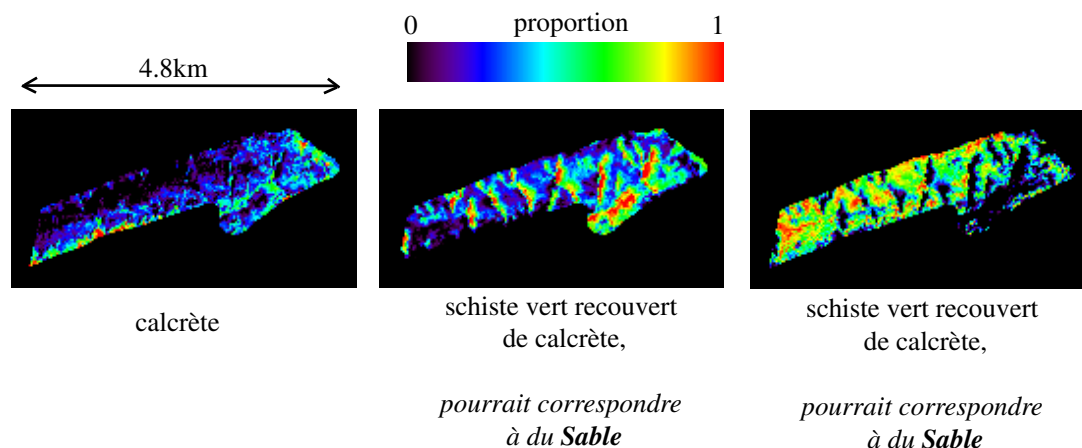 0 proportion 1
4.8km
calcrète
schiste vert recouvert
de calcrète,
pourrait correspondre
à du Sable
schiste vert recouvert
de calcrète,
pourrait correspondre
à du Sable